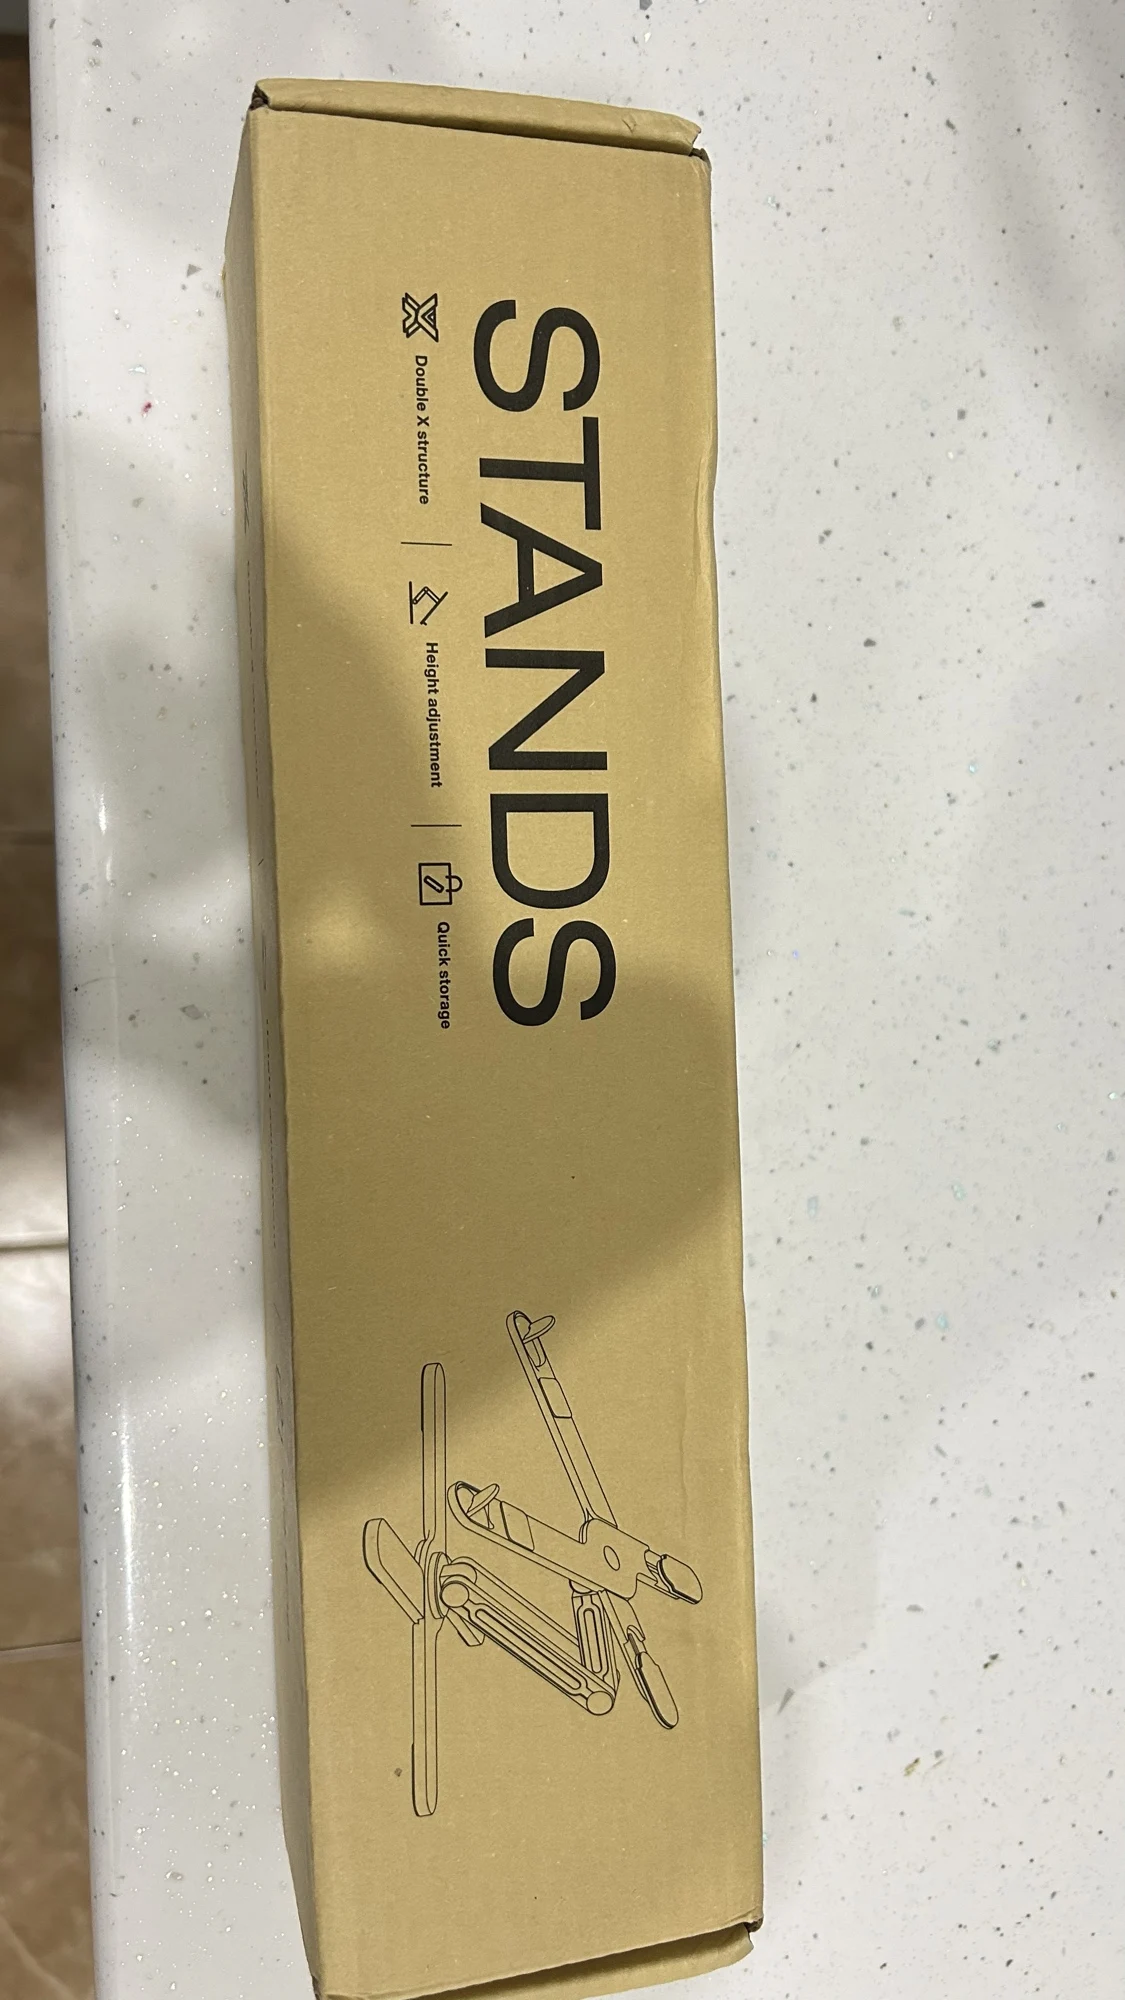 STANDS
Double X structure | Height adjustment | Quick storage